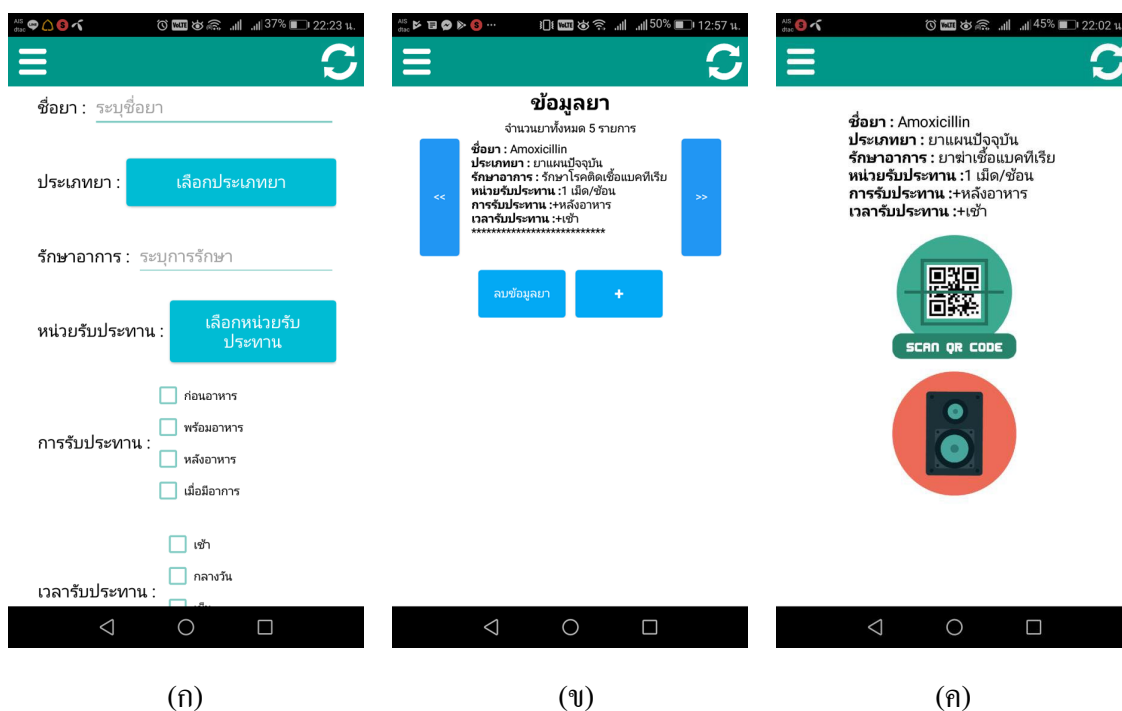 AIS
dtac
VoLTE
37%
22:23 น.
ชื่อยา : ระบุชื่อยา
ประเภทยา : เลือกประเภทยา
รักษาอาการ : ระบุการรักษา
หน่วยรับประทาน : เลือกหน่วยรับ
ประทาน
การรับประทาน :
ก่อนอาหาร
พร้อมอาหาร
หลังอาหาร
เมื่อมีอาการ
เวลารับประทาน :
เช้า
กลางวัน
(ก)
AIS
dtac
VoLTE
50%
12:57 น.
ข้อมูลยา
จำนวนยาทั้งหมด 5 รายการ
ชื่อยา : Amoxicillin
ประเภทยา : ยาแผนปัจจุบัน
รักษาอาการ : รักษาโรคติดเชื้อแบคทีเรีย
หน่วยรับประทาน :1 เม็ด/ช้อน
การรับประทาน :+หลังอาหาร
เวลารับประทาน :+เช้า
***************************
<<
>>
ลบข้อมูลยา
+
(ข)
AIS
dtac
VoLTE
45%
22:02 น
ชื่อยา : Amoxicillin
ประเภทยา : ยาแผนปัจจุบัน
รักษาอาการ : ยาฆ่าเชื้อแบคทีเรีย
หน่วยรับประทาน :1 เม็ด/ช้อน
การรับประทาน :+หลังอาหาร
เวลารับประทาน :+เช้า
SCAN QR CODE
(ค)